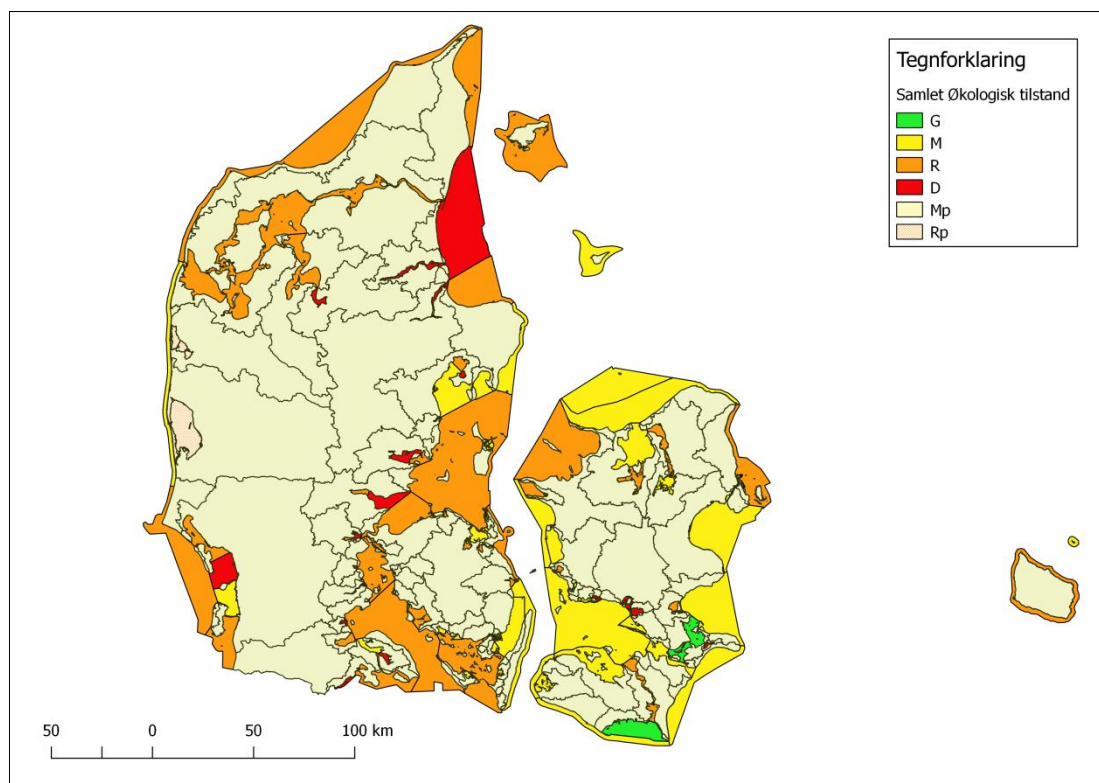 Tegnforklaring
Samlet Økologisk tilstand
G
M
R
D
Mp
Rp
50 0 50 100 km